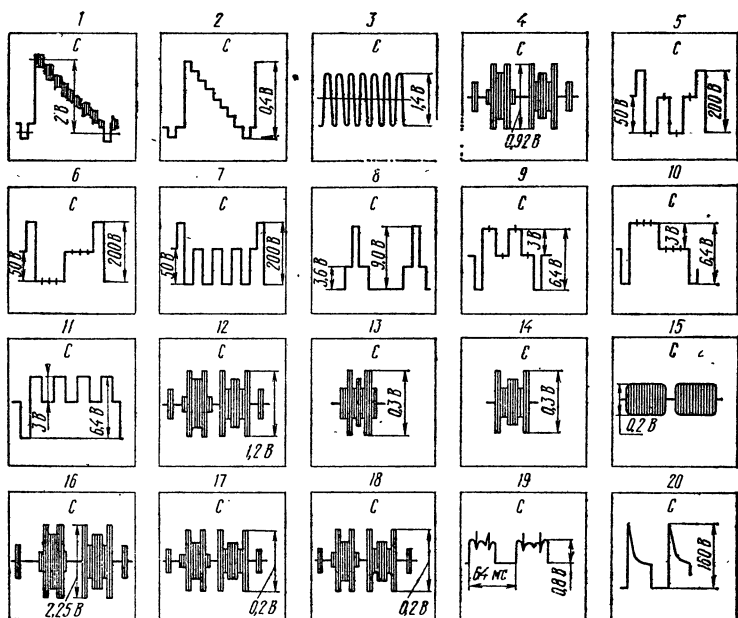 1 2 3 4 5
С С С С С
2 В 0,4 В 1,4 В 0,92 В 50 В 200 В
6 7 8 9 10
С С С С С
50 В 200 В 50 В 200 В 3,6 В 9,0 В 3 В 6,4 В 3 В 6,4 В
11 12 13 14 15
С С С С С
3 В 6,4 В 1,2 В 0,3 В 0,3 В 0,2 В
16 17 18 19 20
С С С С С
2,25 В 0,2 В 0,2 В 64 мс 0,8 В 160 В